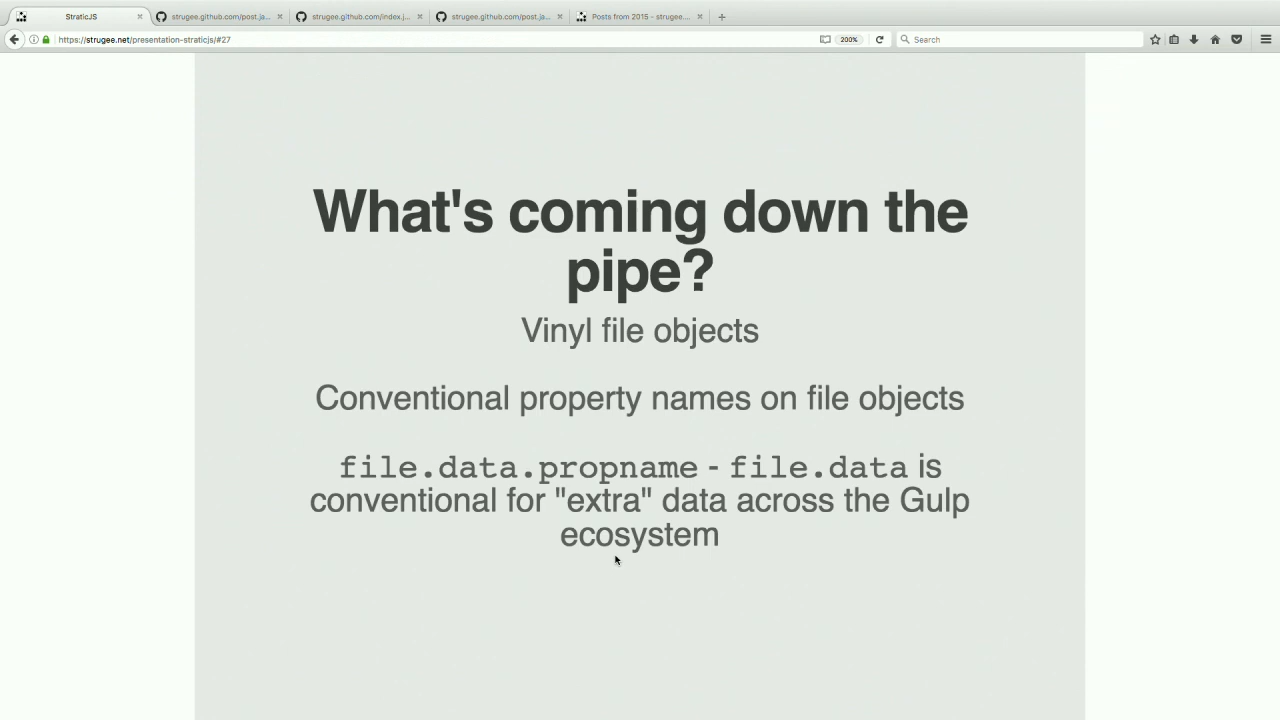 StraticJS
strugee.github.com/post.ja...
strugee.github.com/index.j...
strugee.github.com/post.ja...
Posts from 2015 - strugee...
https://strugee.net/presentation-straticjs/#27
200%
Search
What's coming down the
pipe?
Vinyl file objects
Conventional property names on file objects
file.data.propname - file.data is
conventional for "extra" data across the Gulp
ecosystem